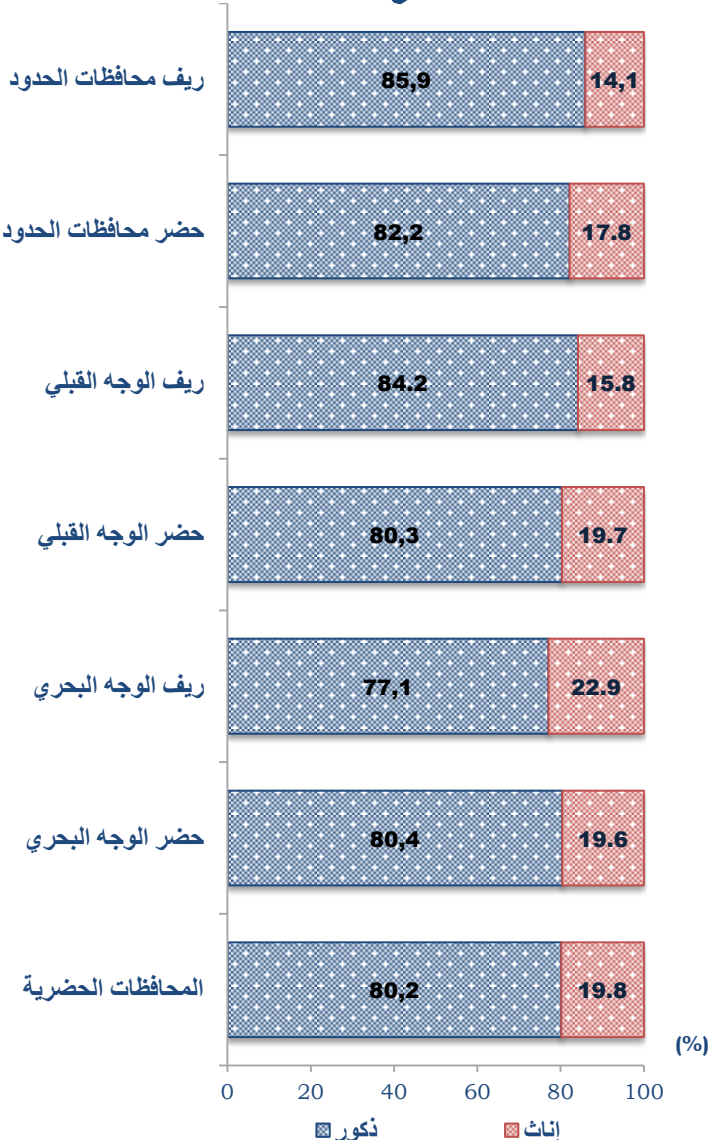 ريف محافظات الحدود
85,9
14,1
حضر محافظات الحدود
82,2
17.8
ريف الوجه القبلي
84.2
15.8
حضر الوجه القبلي
80,3
19.7
ريف الوجه البحري
77,1
22.9
حضر الوجه البحري
80,4
19.6
المحافظات الحضرية
80,2
19.8
(%)
0 20 40 60 80 100
ذكور
إناث